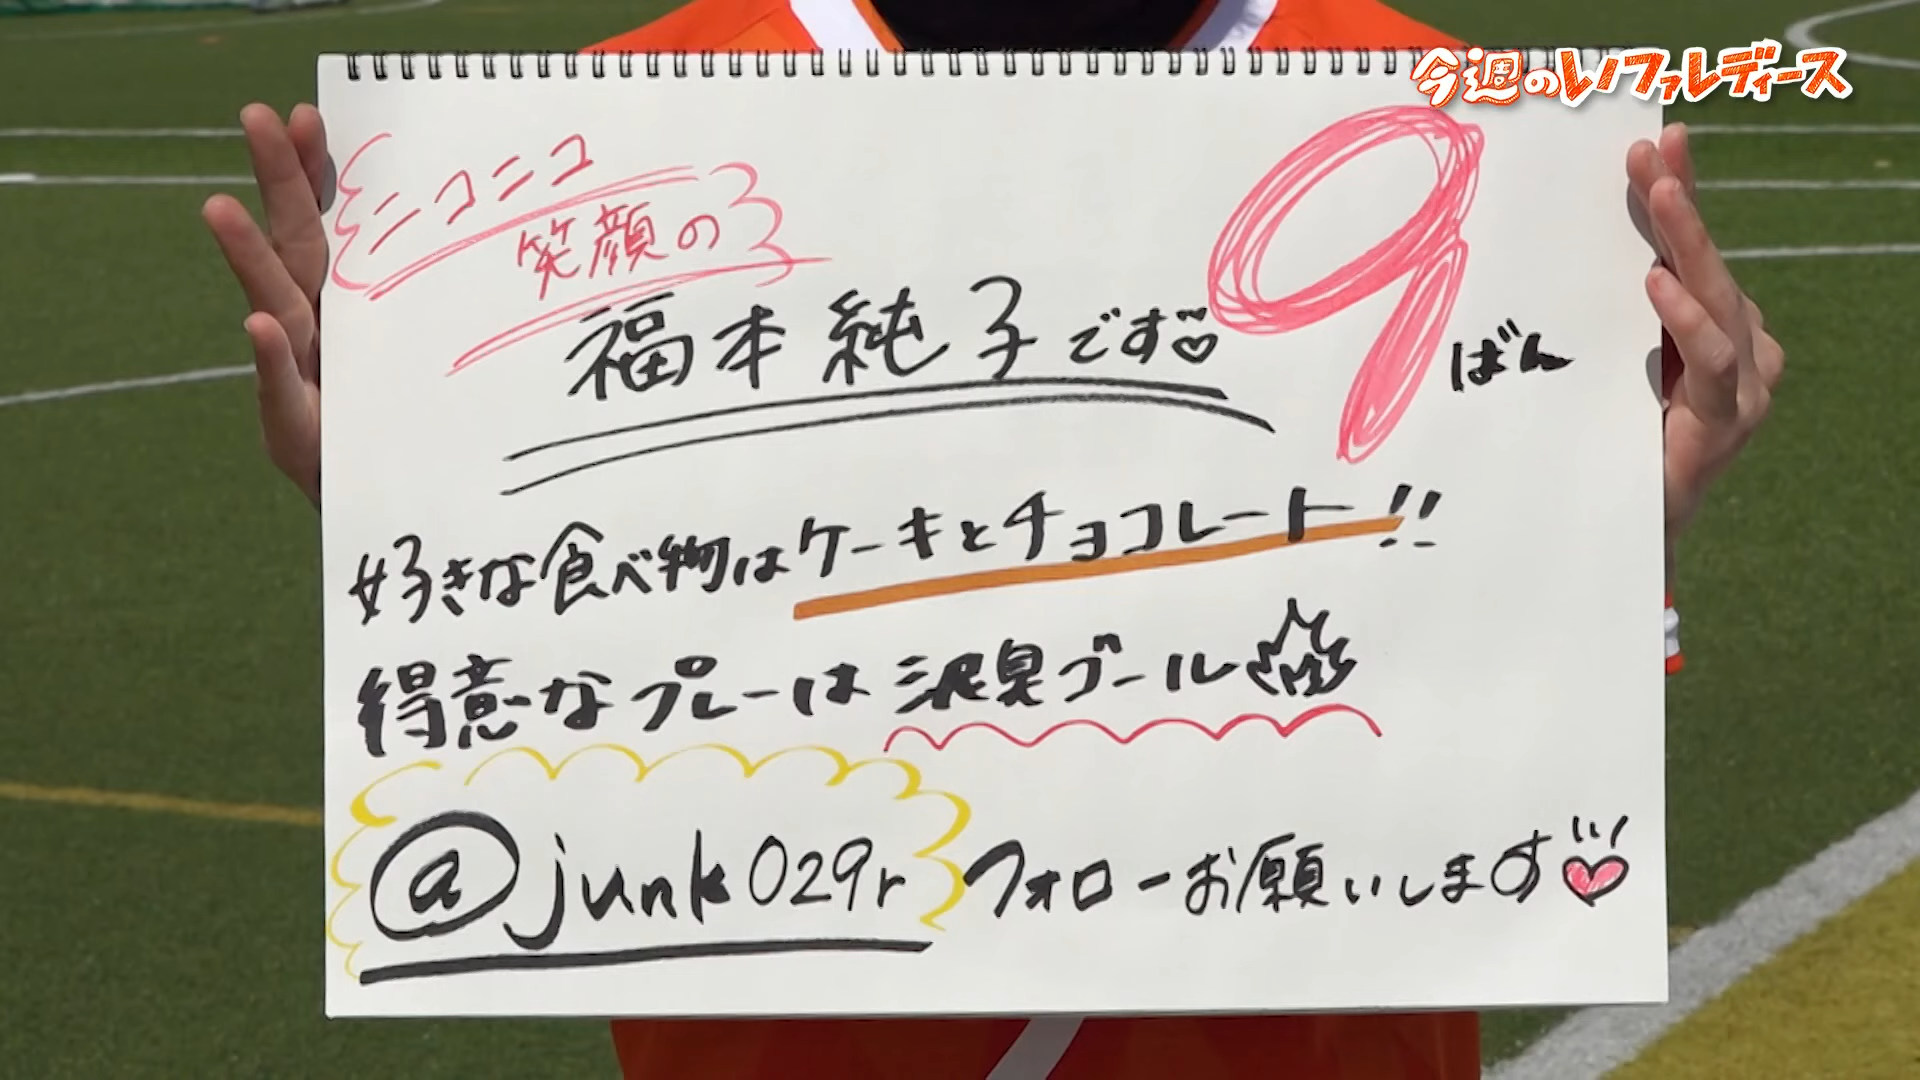 今週のレノファレディース
ニコニコ
笑顔の
福本純子です♡
9ばん
好きな食べ物はケーキとチョコレート!!
得意なプレーは泥臭ゴール
@junk029r フォローお願いします♡